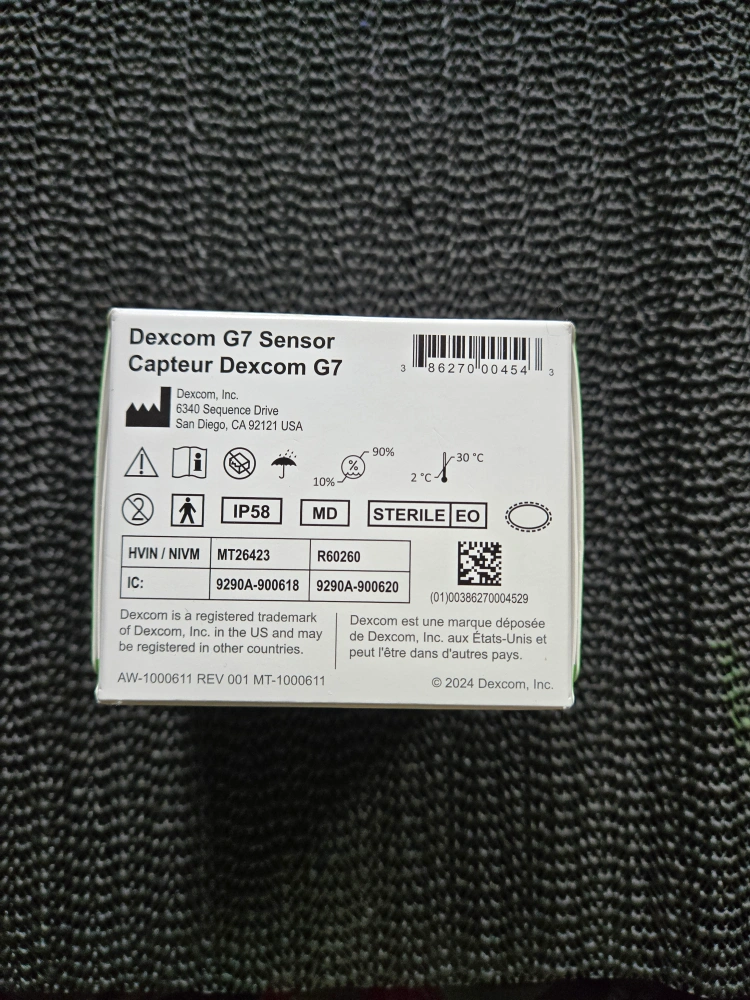 Dexcom G7 Sensor
Capteur Dexcom G7
3 86270 00454 3
Dexcom, Inc.
6340 Sequence Drive
San Diego, CA 92121 USA
10% % 90%
2 °C 30 °C
2
IP58
MD
STERILE EO
HVIN / NIVM MT26423 R60260
IC: 9290A-900618 9290A-900620
(01)00386270004529
Dexcom is a registered trademark
of Dexcom, Inc. in the US and may
be registered in other countries.
Dexcom est une marque déposée
de Dexcom, Inc. aux États-Unis et
peut l'être dans d'autres pays.
AW-1000611 REV 001 MT-1000611
© 2024 Dexcom, Inc.